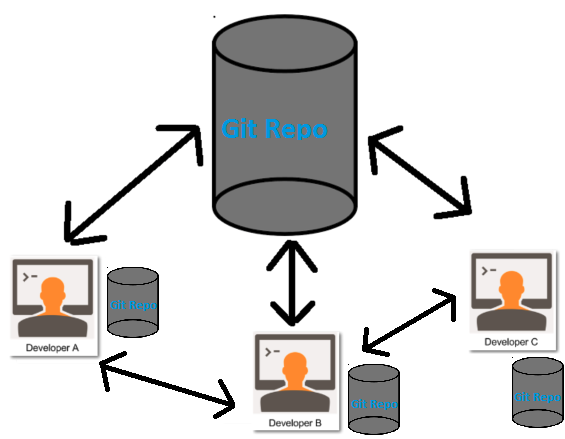 Git Repo
>-
>-
Git Repo
Developer A
>-
Developer C
Developer B
Git Repo
Git Repo